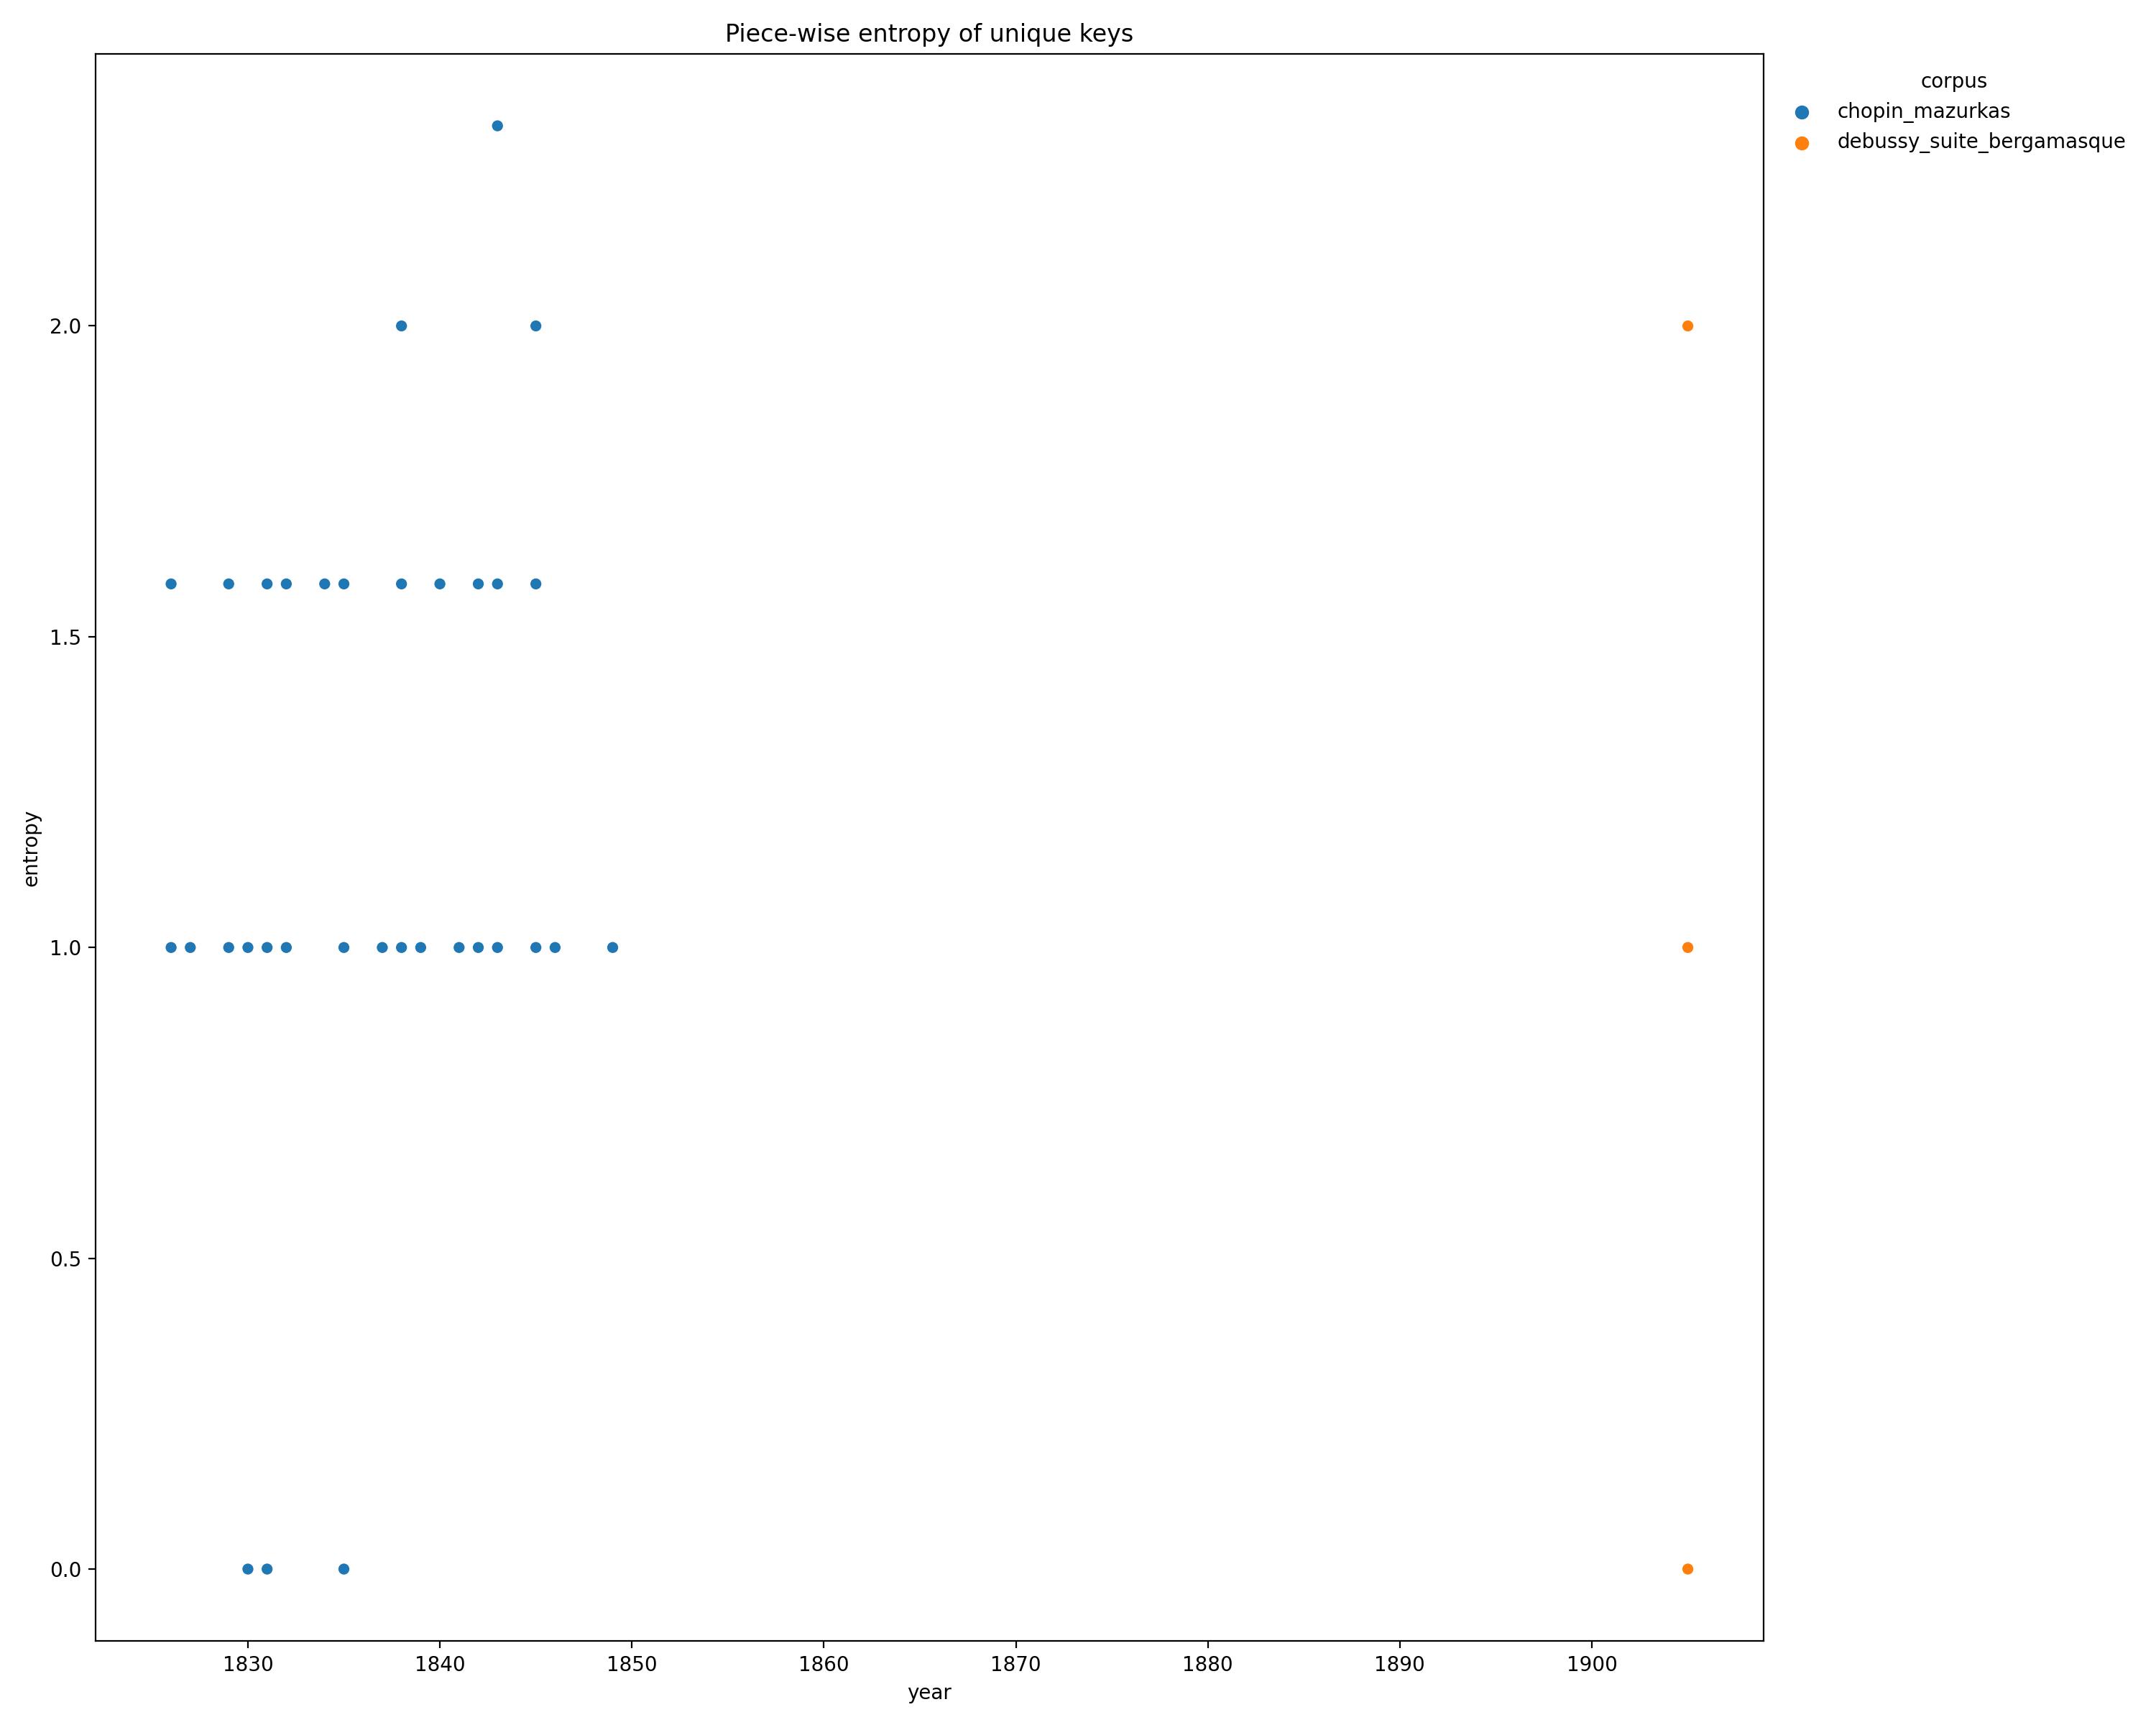 Piece-wise entropy of unique keys
corpus
chopin_mazurkas
debussy_suite_bergamasque
entropy
2.0
1.5
1.0
0.5
0.0
1830 1840 1850 1860 1870 1880 1890 1900
year